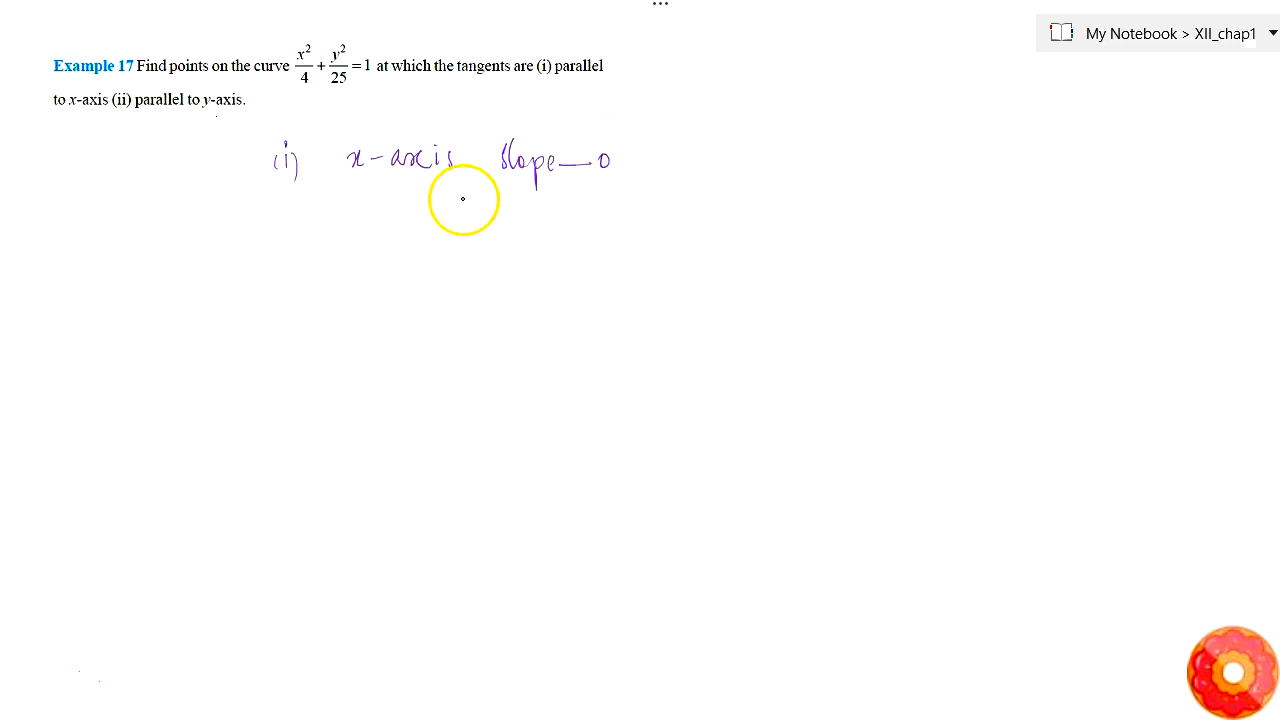 ...
My Notebook > XII_chap1
Example 17 Find points on the curve x²/4 + y²/25 = 1 at which the tangents are (i) parallel
to x-axis (ii) parallel to y-axis.
(i) x-axis slope—0